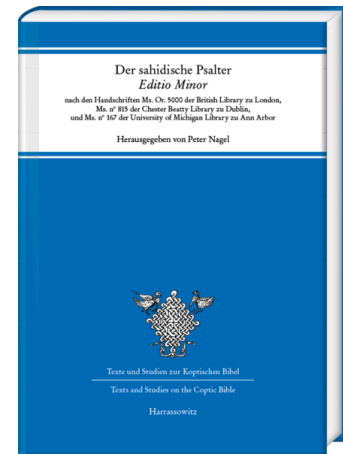 Der sahidische Psalter
Editio Minor
nach den Handschriften Ms. Or. 5000 der British Library zu London,
Ms. n° 815 der Chester Beatty Library zu Dublin,
und Ms. n° 167 der University of Michigan Library zu Ann Arbor
Herausgegeben von Peter Nagel
Texte und Studien zur Koptischen Bibel
Texts and Studies on the Coptic Bible
Harrassowitz